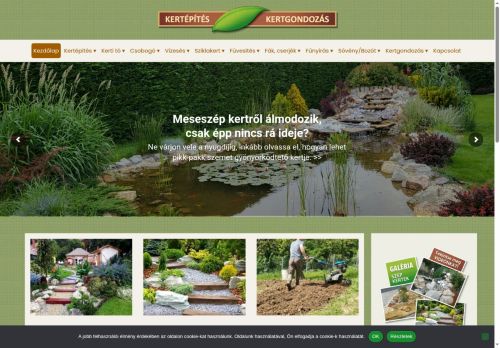 KERTÉPÍTÉS KERTGONDOZÁS
Kezdőlap Kertépítés ▾ Kerti tó ▾ Csobogó ▾ Vízesés ▾ Sziklakert ▾ Füvesítés ▾ Fák, cserjék ▾ Fűnyírás ▾ Sövény/Bozót ▾ Kertgondozás ▾ Kapcsolat
Meseszép kertről álmodozik,
csak épp nincs rá ideje?
Ne várjon vele a nyugdíjig, inkább olvassa el, hogyan lehet
pikk-pakk szemet gyönyörködtető kertje. >>
GALÉRIA
SZÉP
KERTEK
A jobb felhasználói élmény érdekében az oldalon cookie-kat használunk. Oldalunk használatával, Ön elfogadja a cookie-k használatát. OK Részletek